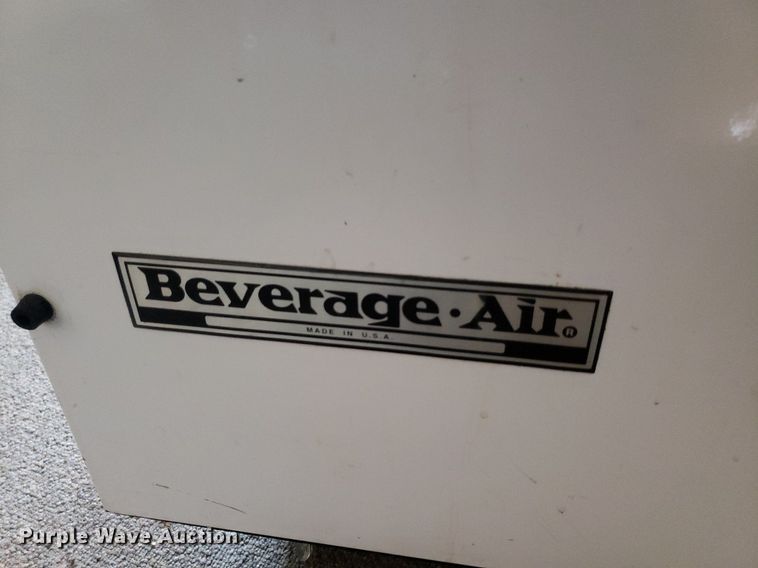 Beverage·Air®
MADE IN U.S.A.
Purple Wave Auction